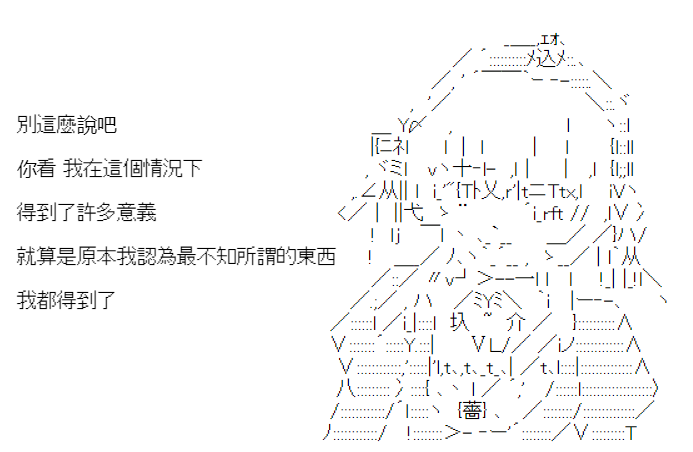 別這麼說吧
你看 我在這個情況下
得到了許多意義
就算是原本我認為最不知所謂的東西
我都得到了